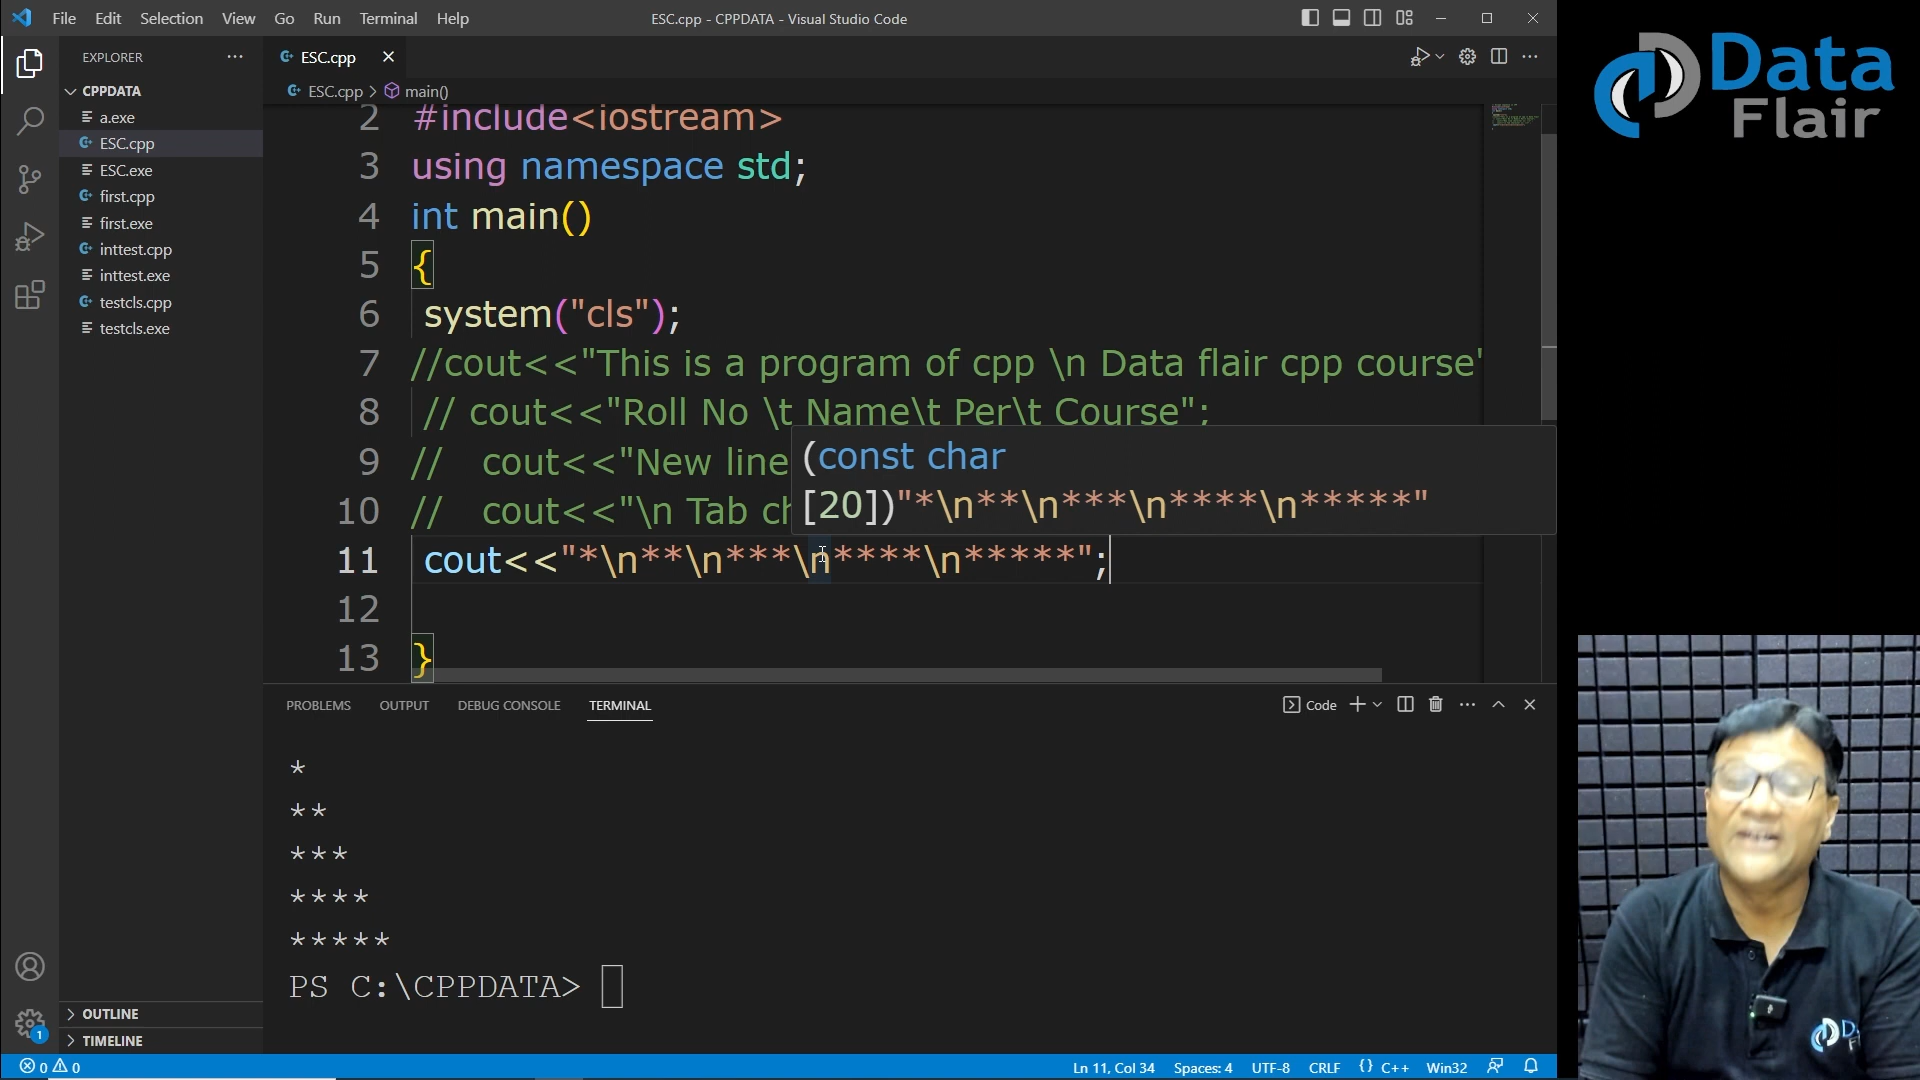 File Edit Selection View Go Run Terminal Help
ESC.cpp - CPPDATA - Visual Studio Code
EXPLORER
CPPDATA
a.exe
ESC.cpp
ESC.exe
first.cpp
first.exe
inttest.cpp
inttest.exe
testcls.cpp
testcls.exe
OUTLINE
TIMELINE
1
ESC.cpp
ESC.cpp > main()
2 #include<iostream>
3 using namespace std;
4 int main()
5 {
6 system("cls");
7 //cout<<"This is a program of cpp \n Data flair cpp course"
8 // cout<<"Roll No \t Name\t Per\t Course";
9 // cout<<"New line
10 // cout<<"\n Tab ch
(const char
[20])"*\n**\n***\n****\n*****"
11 cout<<"*\n**\n***\n****\n*****";
12
13 }
PROBLEMS OUTPUT DEBUG CONSOLE TERMINAL
Code
*
**
***
****
*****
PS C:\CPPDATA>
0 0
Ln 11, Col 34 Spaces: 4 UTF-8 CRLF {} C++ Win32
Data
Flair